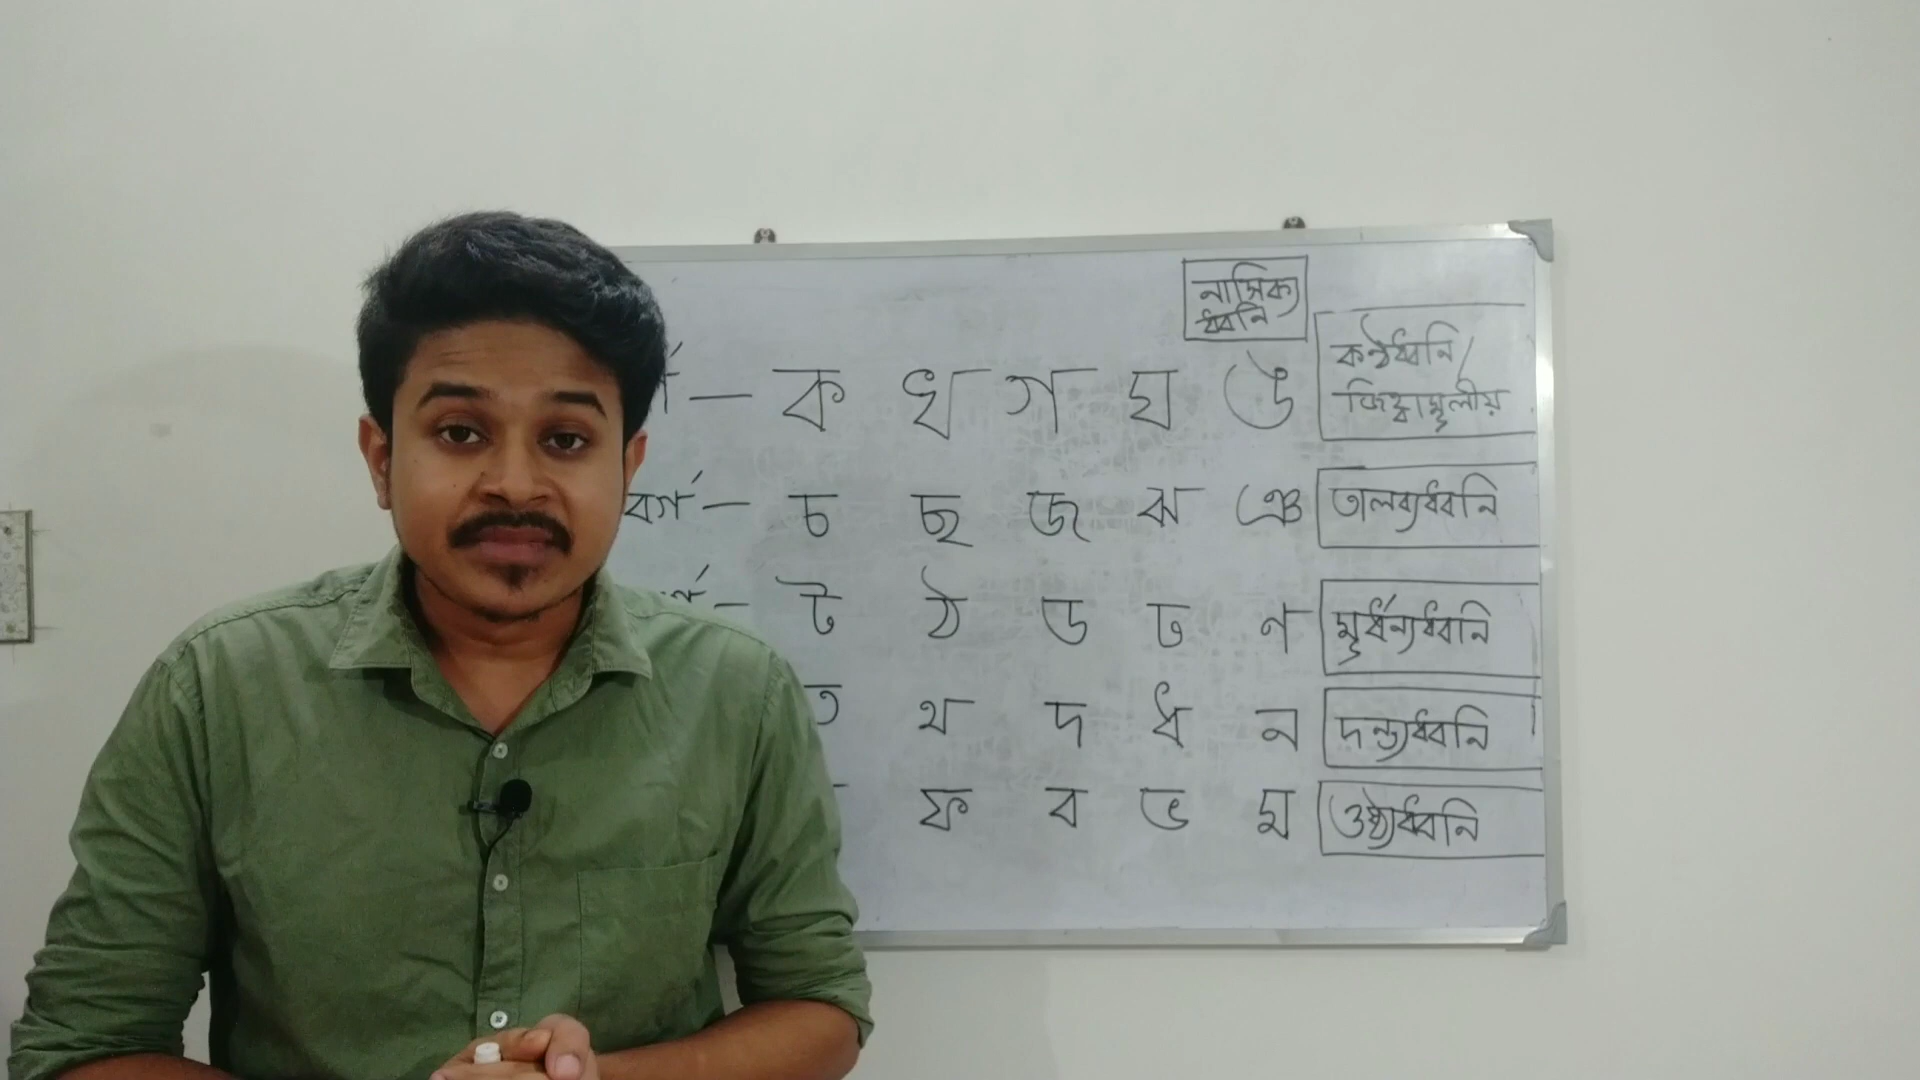 নাসিক্য
ধ্বনি
— ক খ গ ঘ ঙ
কণ্ঠধ্বনি/
জিহ্বামূলীয়
বর্গ — চ ছ জ ঝ ঞ তালব্যধ্বনি
— ট ঠ ড ঢ ণ মূর্ধন্যধ্বনি
ত থ দ ধ ন দন্ত্যধ্বনি
ফ ব ভ ম ওষ্ঠ্যধ্বনি